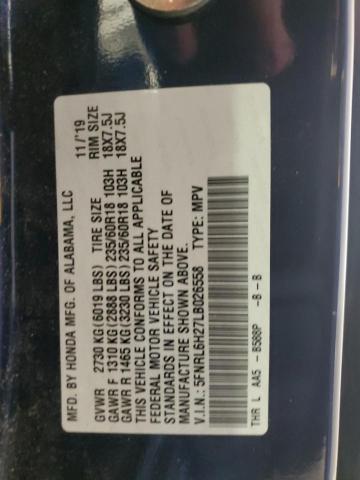 MFD. BY HONDA MFG. OF ALABAMA, LLC 11/'19
TIRE SIZE RIM SIZE
GVWR 2730 KG(6019 LBS)
GAWR F 1310 KG(2888 LBS) 235/60R18 103H 18X7.5J
GAWR R 1465 KG(3230 LBS) 235/60R18 103H 18X7.5J
THIS VEHICLE CONFORMS TO ALL APPLICABLE
FEDERAL MOTOR VEHICLE SAFETY
STANDARDS IN EFFECT ON THE DATE OF
MANUFACTURE SHOWN ABOVE.
V.I.N.: 5FNRL6H27LB026558 TYPE: MPV
THR L AA5 - B588P -B -B